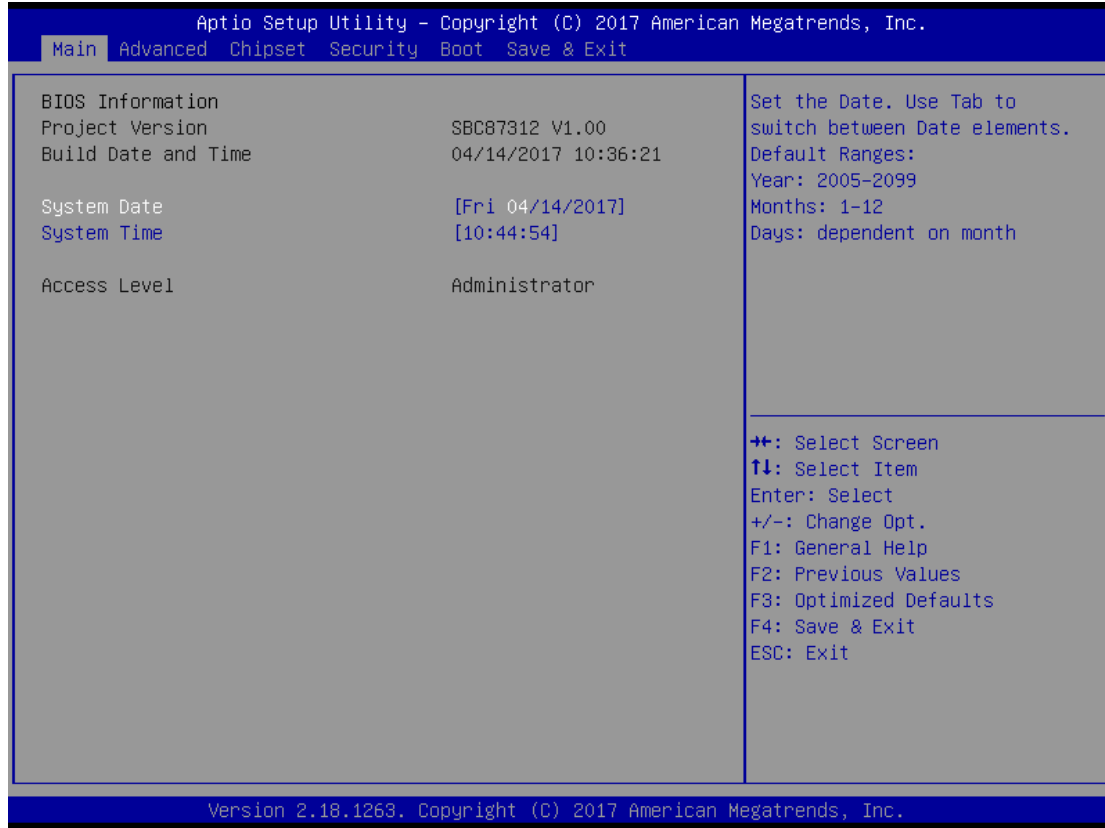 Aptio Setup Utility – Copyright (C) 2017 American Megatrends, Inc.
Main Advanced Chipset Security Boot Save & Exit
BIOS Information
Project Version SBC87312 V1.00
Build Date and Time 04/14/2017 10:36:21
System Date [Fri 04/14/2017]
System Time [10:44:54]
Access Level Administrator
Set the Date. Use Tab to
switch between Date elements.
Default Ranges:
Year: 2005-2099
Months: 1-12
Days: dependent on month
→←: Select Screen
↑↓: Select Item
Enter: Select
+/-: Change Opt.
F1: General Help
F2: Previous Values
F3: Optimized Defaults
F4: Save & Exit
ESC: Exit
Version 2.18.1263. Copyright (C) 2017 American Megatrends, Inc.